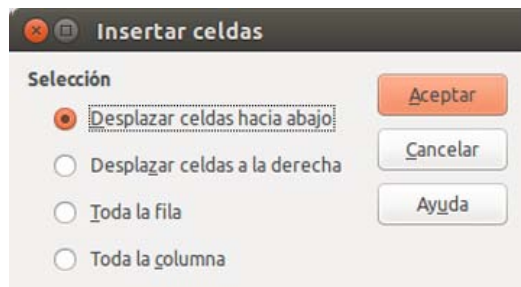 Insertar celdas
Selección
Desplazar celdas hacia abajo
Desplazar celdas a la derecha
Toda la fila
Toda la columna
Aceptar
Cancelar
Ayuda